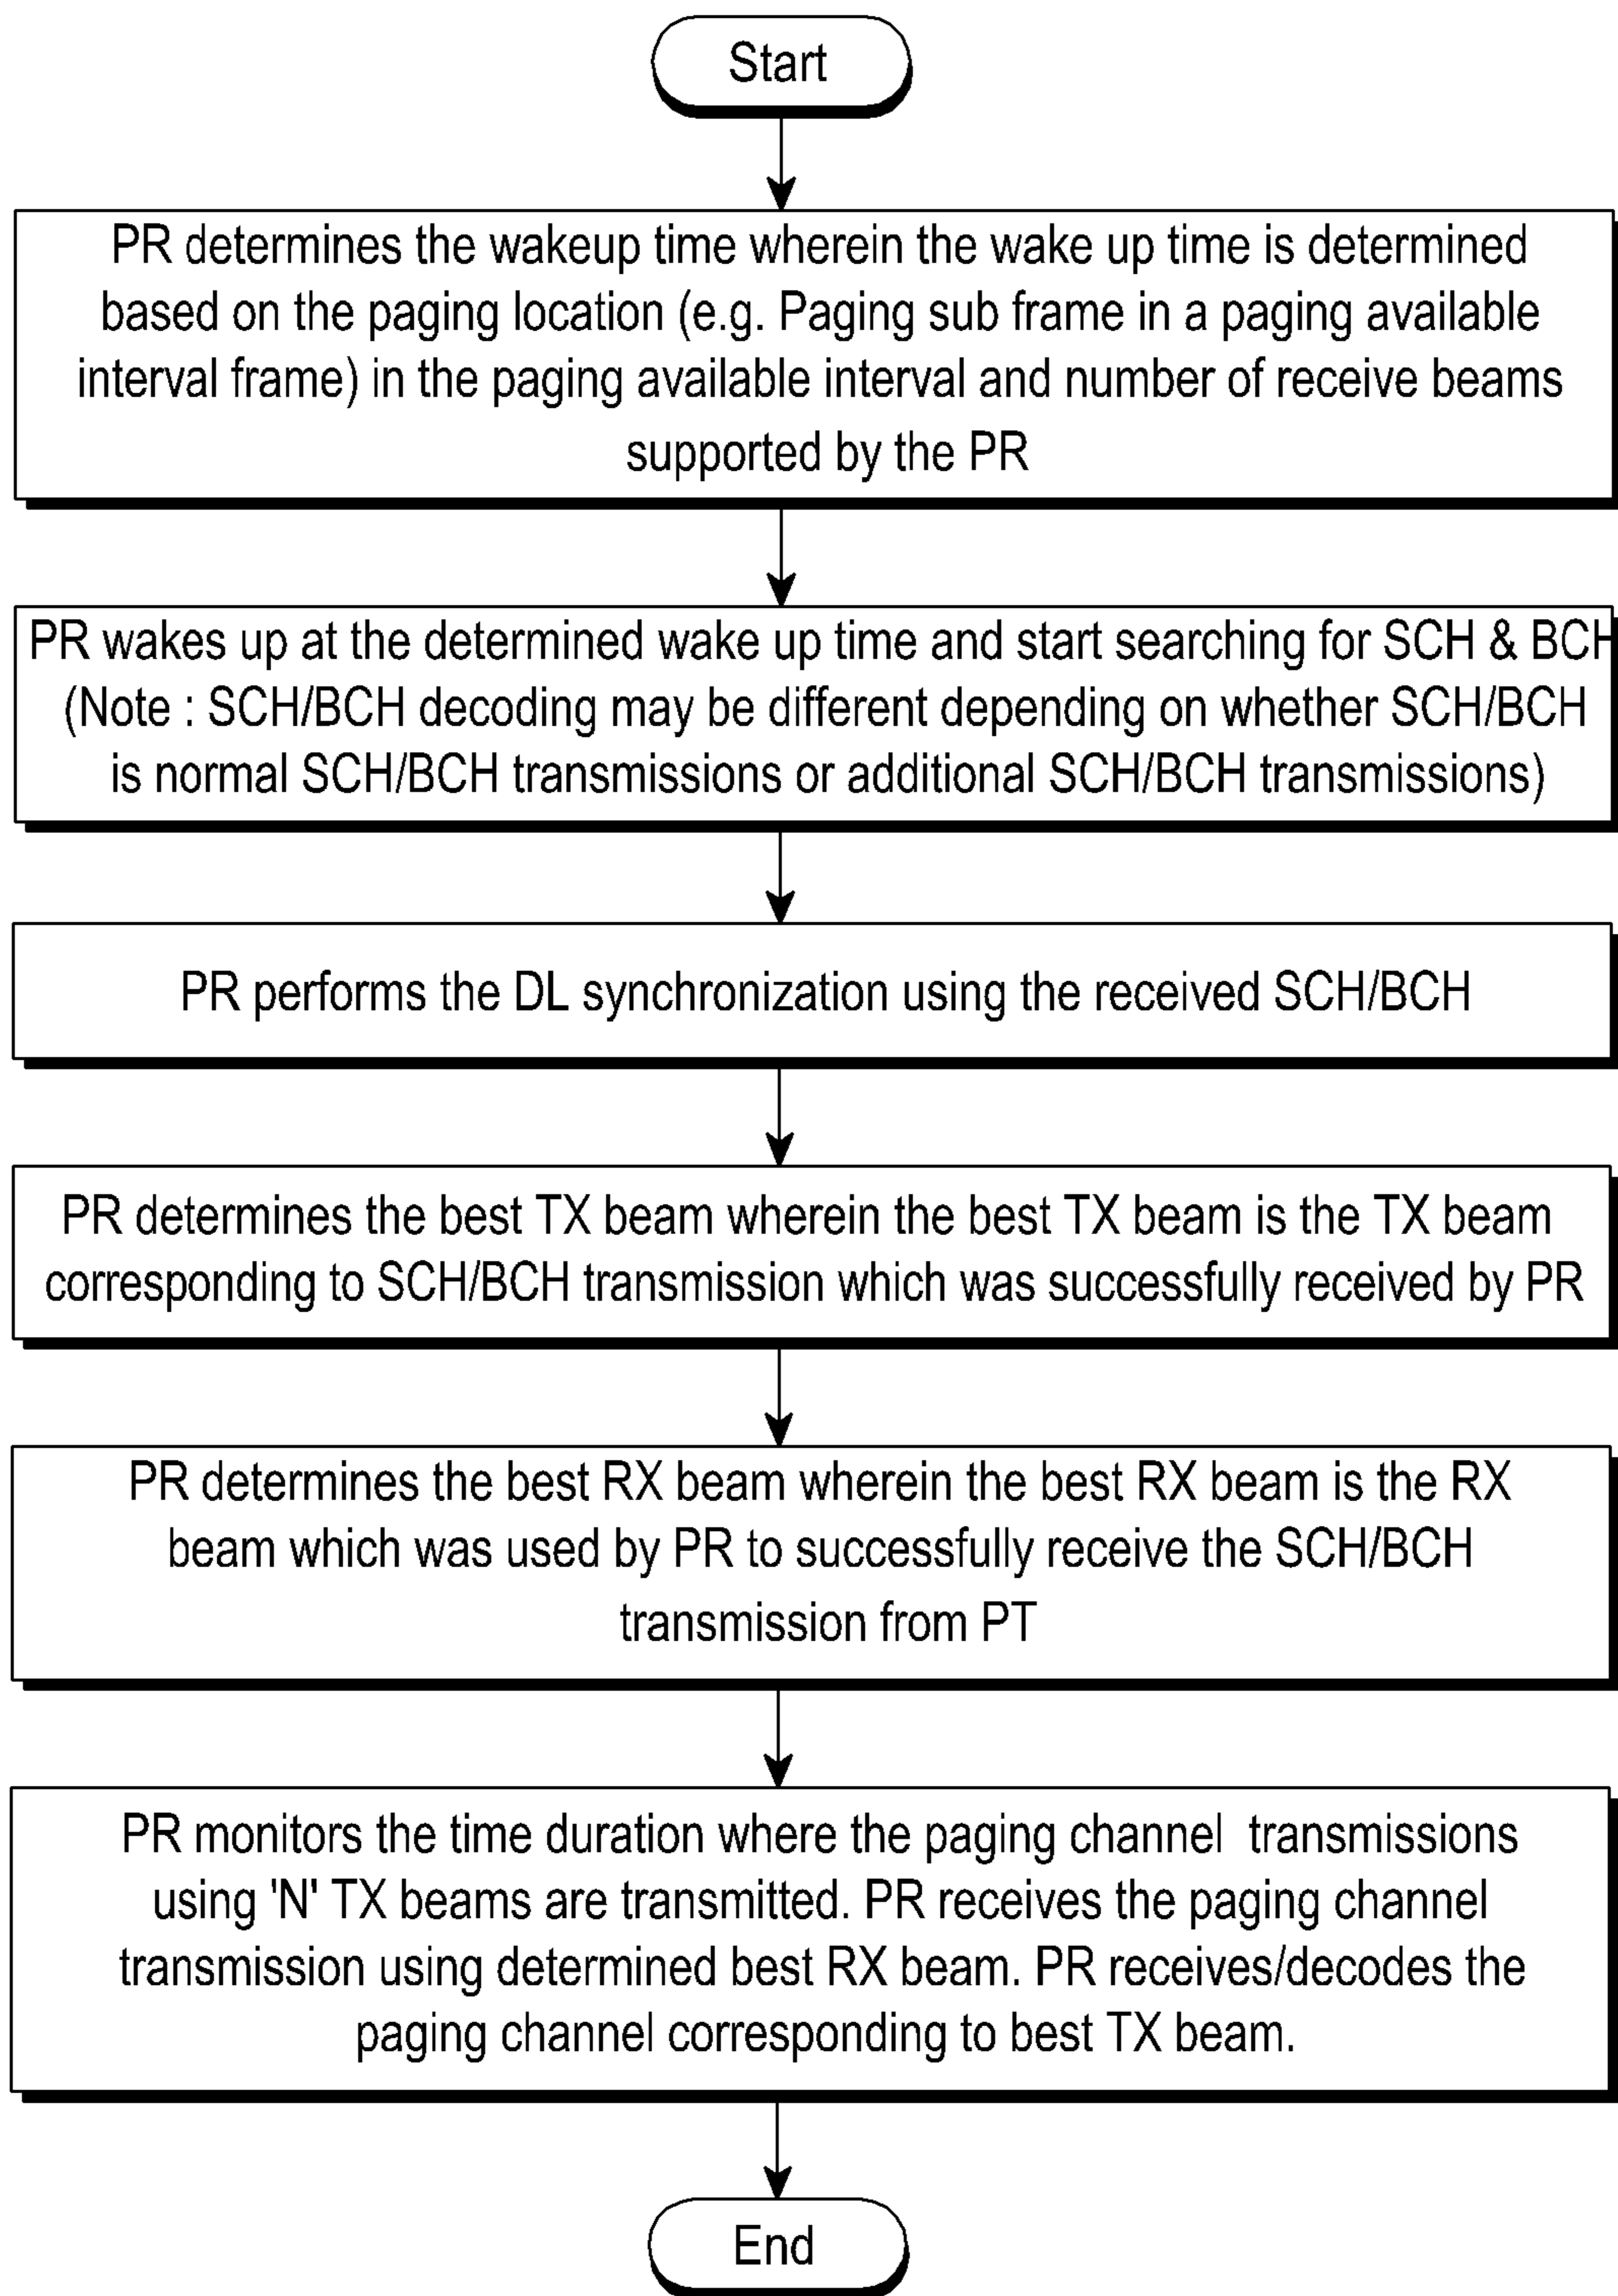 Start
PR determines the wakeup time wherein the wake up time is determined
based on the paging location (e.g. Paging sub frame in a paging available
interval frame) in the paging available interval and number of receive beams
supported by the PR
PR wakes up at the determined wake up time and start searching for SCH & BCH
(Note : SCH/BCH decoding may be different depending on whether SCH/BCH
is normal SCH/BCH transmissions or additional SCH/BCH transmissions)
PR performs the DL synchronization using the received SCH/BCH
PR determines the best TX beam wherein the best TX beam is the TX beam
corresponding to SCH/BCH transmission which was successfully received by PR
PR determines the best RX beam wherein the best RX beam is the RX
beam which was used by PR to successfully receive the SCH/BCH
transmission from PT
PR monitors the time duration where the paging channel transmissions
using 'N' TX beams are transmitted. PR receives the paging channel
transmission using determined best RX beam. PR receives/decodes the
paging channel corresponding to best TX beam.
End